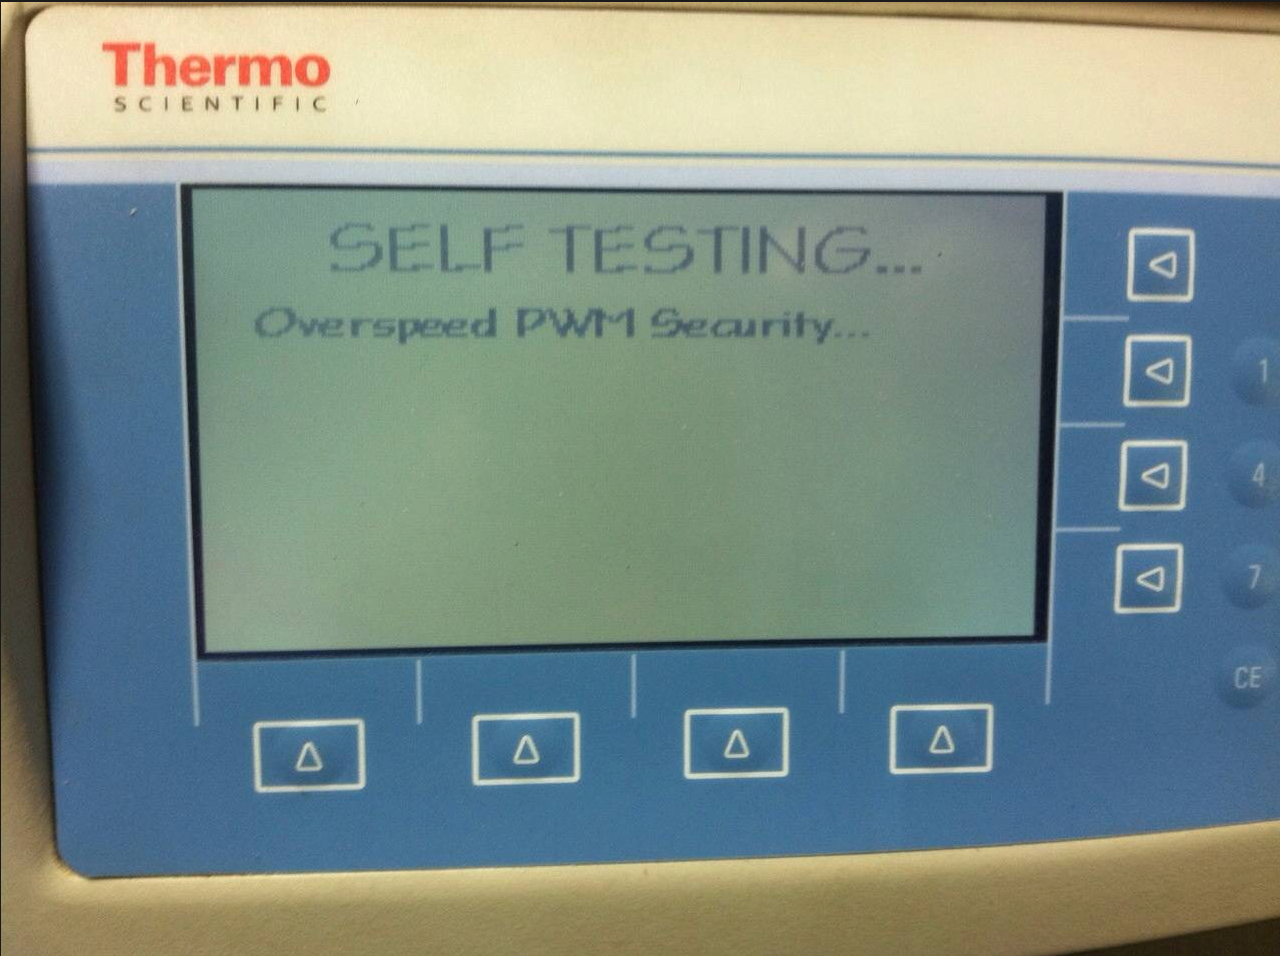 Thermo
SCIENTIFIC
SELF TESTING...
Overspeed PWM Security...
1
4
7
CE